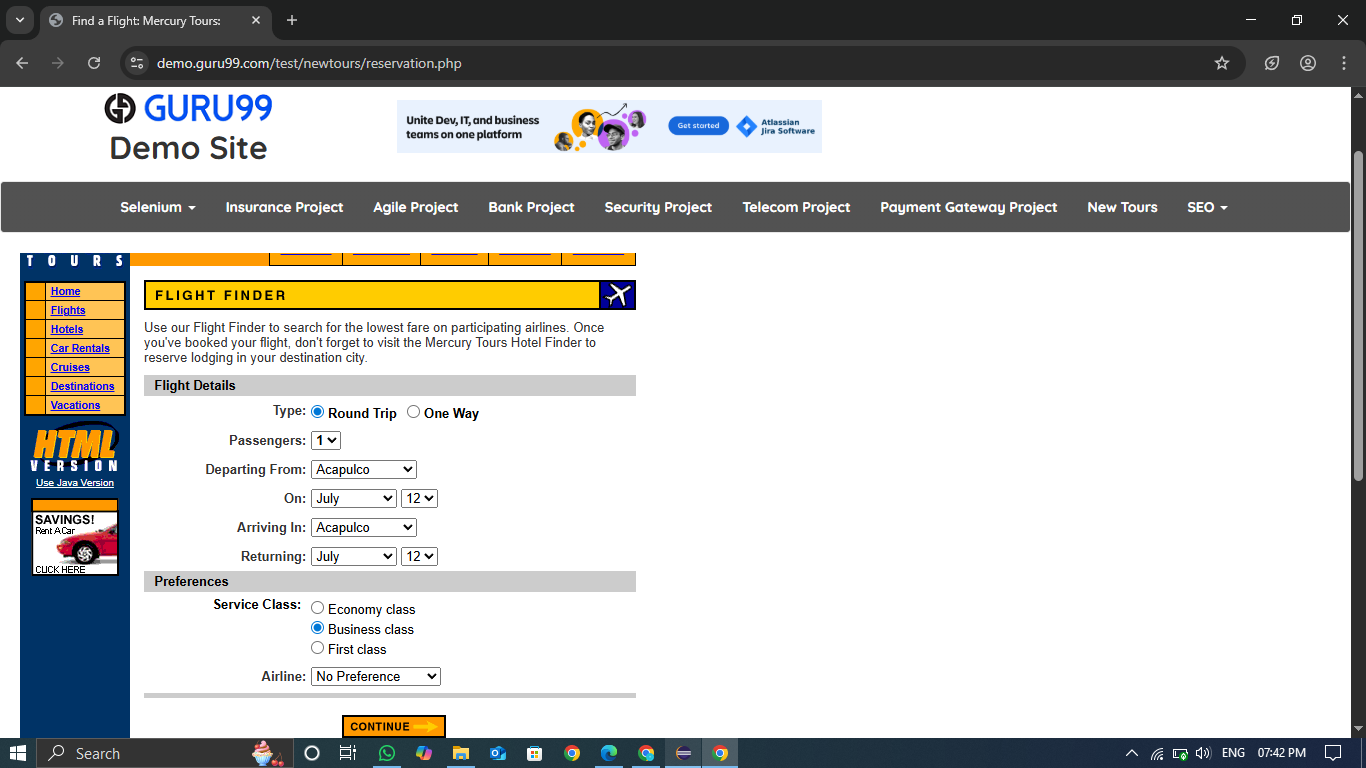 Find a Flight: Mercury Tours:
demo.guru99.com/test/newtours/reservation.php
GURU99
Demo Site
Unite Dev, IT, and business
teams on one platform
Get started
Atlassian
Jira Software
Selenium Insurance Project Agile Project Bank Project Security Project Telecom Project Payment Gateway Project New Tours SEO
TOURS
Home
Flights
Hotels
Car Rentals
Cruises
Destinations
Vacations
HTML
VERSION
Use Java Version
SAVINGS!
Rent A Car
CLICK HERE
FLIGHT FINDER
Use our Flight Finder to search for the lowest fare on participating airlines. Once
you've booked your flight, don't forget to visit the Mercury Tours Hotel Finder to
reserve lodging in your destination city.
Flight Details
Type: Round Trip One Way
Passengers: 1
Departing From: Acapulco
On: July 12
Arriving In: Acapulco
Returning: July 12
Preferences
Service Class: Economy class
Business class
First class
Airline: No Preference
CONTINUE
Search
ENG 07:42 PM